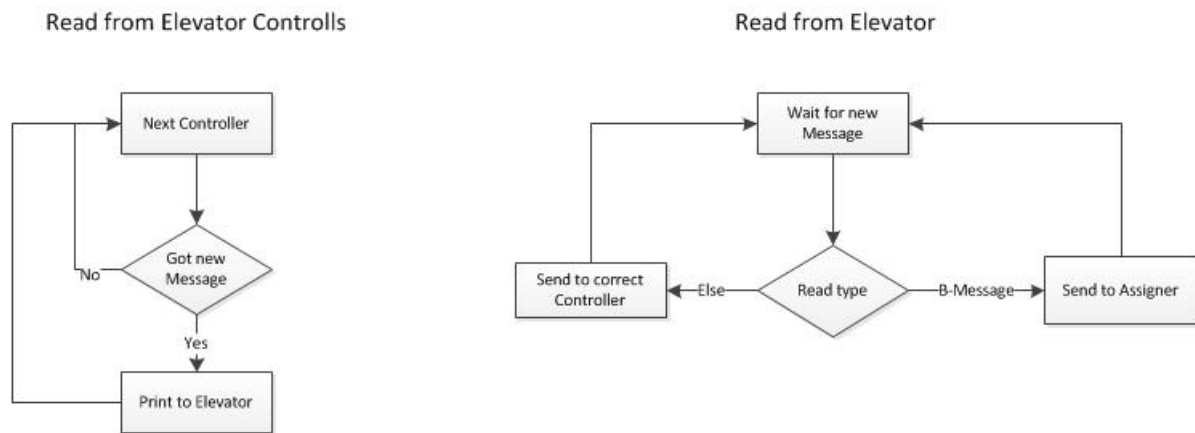 Read from Elevator Controlls
Next Controller
Got new
Message
No
Yes
Print to Elevator
Read from Elevator
Wait for new
Message
Send to correct
Controller
Else
Read type
B-Message
Send to Assigner